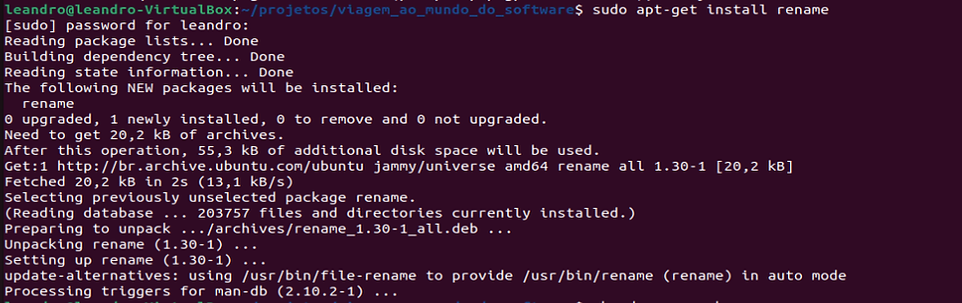 leandro@leandro-VirtualBox:~/projetos/viagem_ao_mundo_do_software$ sudo apt-get install rename
[sudo] password for leandro:
Reading package lists... Done
Building dependency tree... Done
Reading state information... Done
The following NEW packages will be installed:
  rename
0 upgraded, 1 newly installed, 0 to remove and 0 not upgraded.
Need to get 20,2 kB of archives.
After this operation, 55,3 kB of additional disk space will be used.
Get:1 http://br.archive.ubuntu.com/ubuntu jammy/universe amd64 rename all 1.30-1 [20,2 kB]
Fetched 20,2 kB in 2s (13,1 kB/s)
Selecting previously unselected package rename.
(Reading database ... 203757 files and directories currently installed.)
Preparing to unpack .../archives/rename_1.30-1_all.deb ...
Unpacking rename (1.30-1) ...
Setting up rename (1.30-1) ...
update-alternatives: using /usr/bin/file-rename to provide /usr/bin/rename (rename) in auto mode
Processing triggers for man-db (2.10.2-1) ...